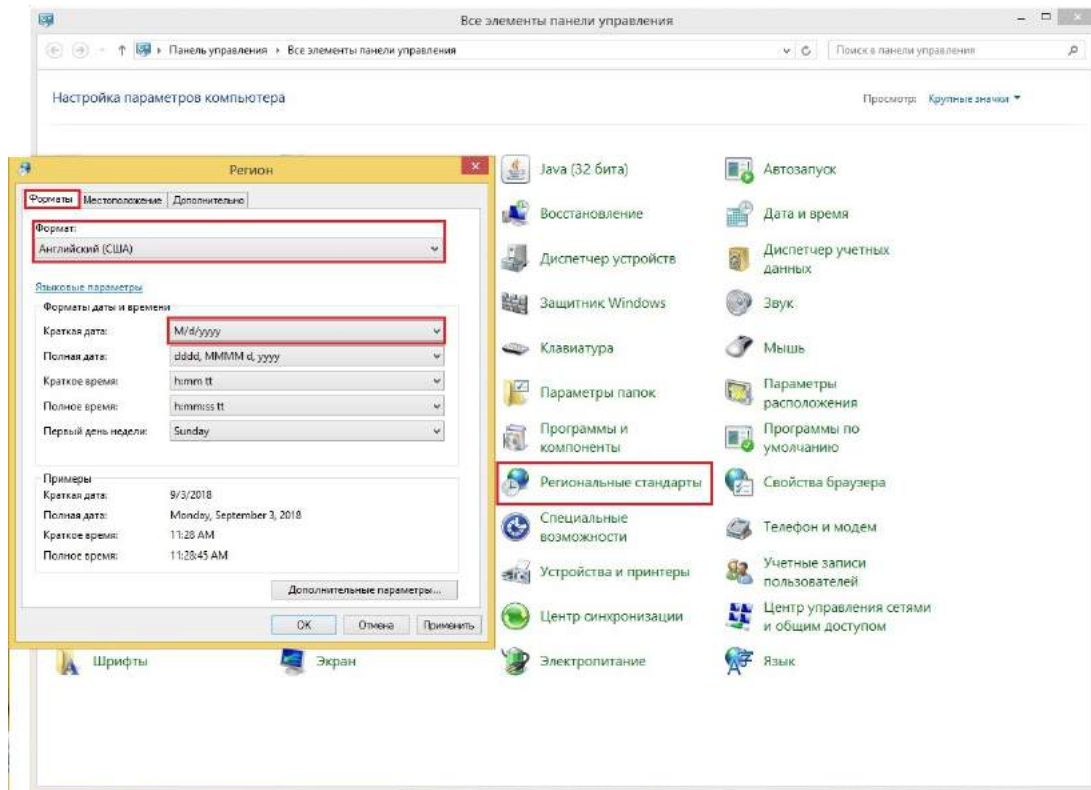 Все элементы панели управления
Панель управления
Все элементы панели управления
Поиск в панели управления
Настройка параметров компьютера
Просмотр: Крупные значки
Регион
Форматы Местоположение Дополнительно
Формат:
Английский (США)
Языковые параметры
Форматы даты и времени
Краткая дата: M/d/yyyy
Полная дата: dddd, MMMM d, yyyy
Краткое время: h:mm tt
Полное время: h:mm:ss tt
Первый день недели: Sunday
Примеры
Краткая дата: 9/3/2018
Полная дата: Monday, September 3, 2018
Краткое время: 11:28 AM
Полное время: 11:28:45 AM
Дополнительные параметры...
OK Отмена Применить
Java (32 бита)
Автозапуск
Восстановление
Дата и время
Диспетчер устройств
Диспетчер учетных
данных
Защитник Windows
Звук
Клавиатура
Мышь
Параметры папок
Параметры
расположения
Программы и
компоненты
Программы по
умолчанию
Региональные стандарты
Свойства браузера
Специальные
возможности
Телефон и модем
Устройства и принтеры
Учетные записи
пользователей
Центр синхронизации
Центр управления сетями
и общим доступом
Шрифты
Экран
Электропитание
Язык